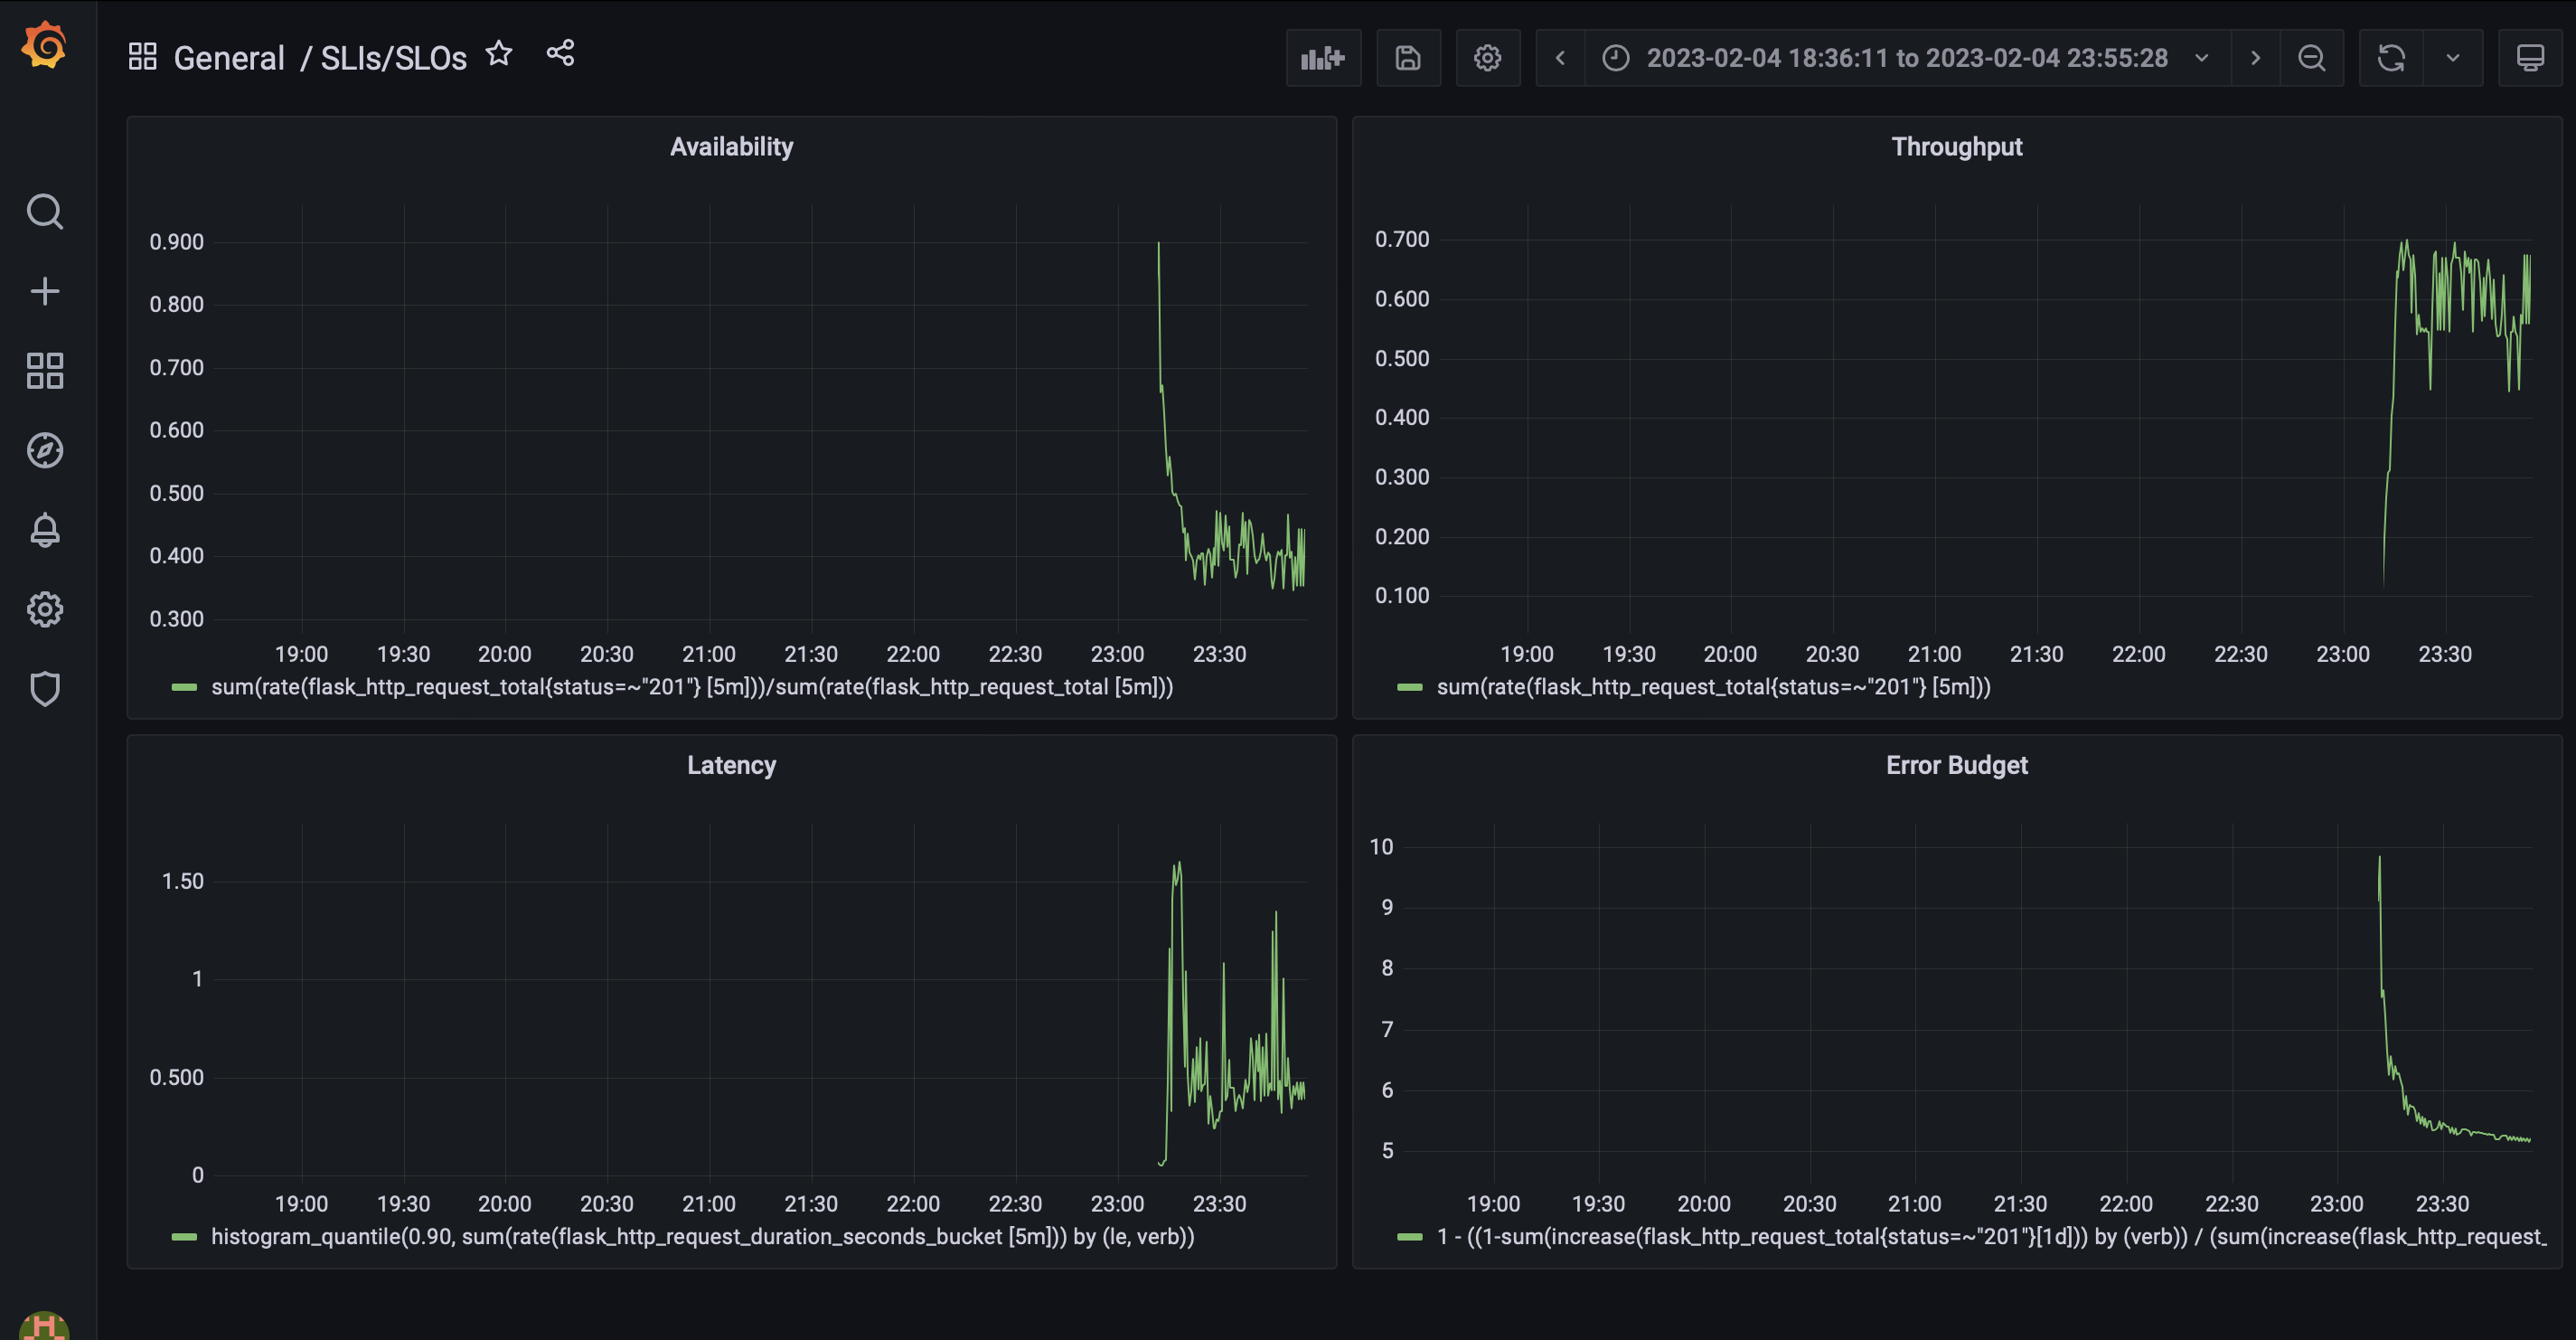 General / SLIs/SLOs
2023-02-04 18:36:11 to 2023-02-04 23:55:28
Availability
0.900
0.800
0.700
0.600
0.500
0.400
0.300
19:00 19:30 20:00 20:30 21:00 21:30 22:00 22:30 23:00 23:30
sum(rate(flask_http_request_total{status=~"201"} [5m]))/sum(rate(flask_http_request_total [5m]))
Throughput
0.700
0.600
0.500
0.400
0.300
0.200
0.100
19:00 19:30 20:00 20:30 21:00 21:30 22:00 22:30 23:00 23:30
sum(rate(flask_http_request_total{status=~"201"} [5m]))
Latency
1.50
1
0.500
0
19:00 19:30 20:00 20:30 21:00 21:30 22:00 22:30 23:00 23:30
histogram_quantile(0.90, sum(rate(flask_http_request_duration_seconds_bucket [5m])) by (le, verb))
Error Budget
10
9
8
7
6
5
19:00 19:30 20:00 20:30 21:00 21:30 22:00 22:30 23:00 23:30
1 - ((1-sum(increase(flask_http_request_total{status=~"201"}[1d])) by (verb)) / (sum(increase(flask_http_request_